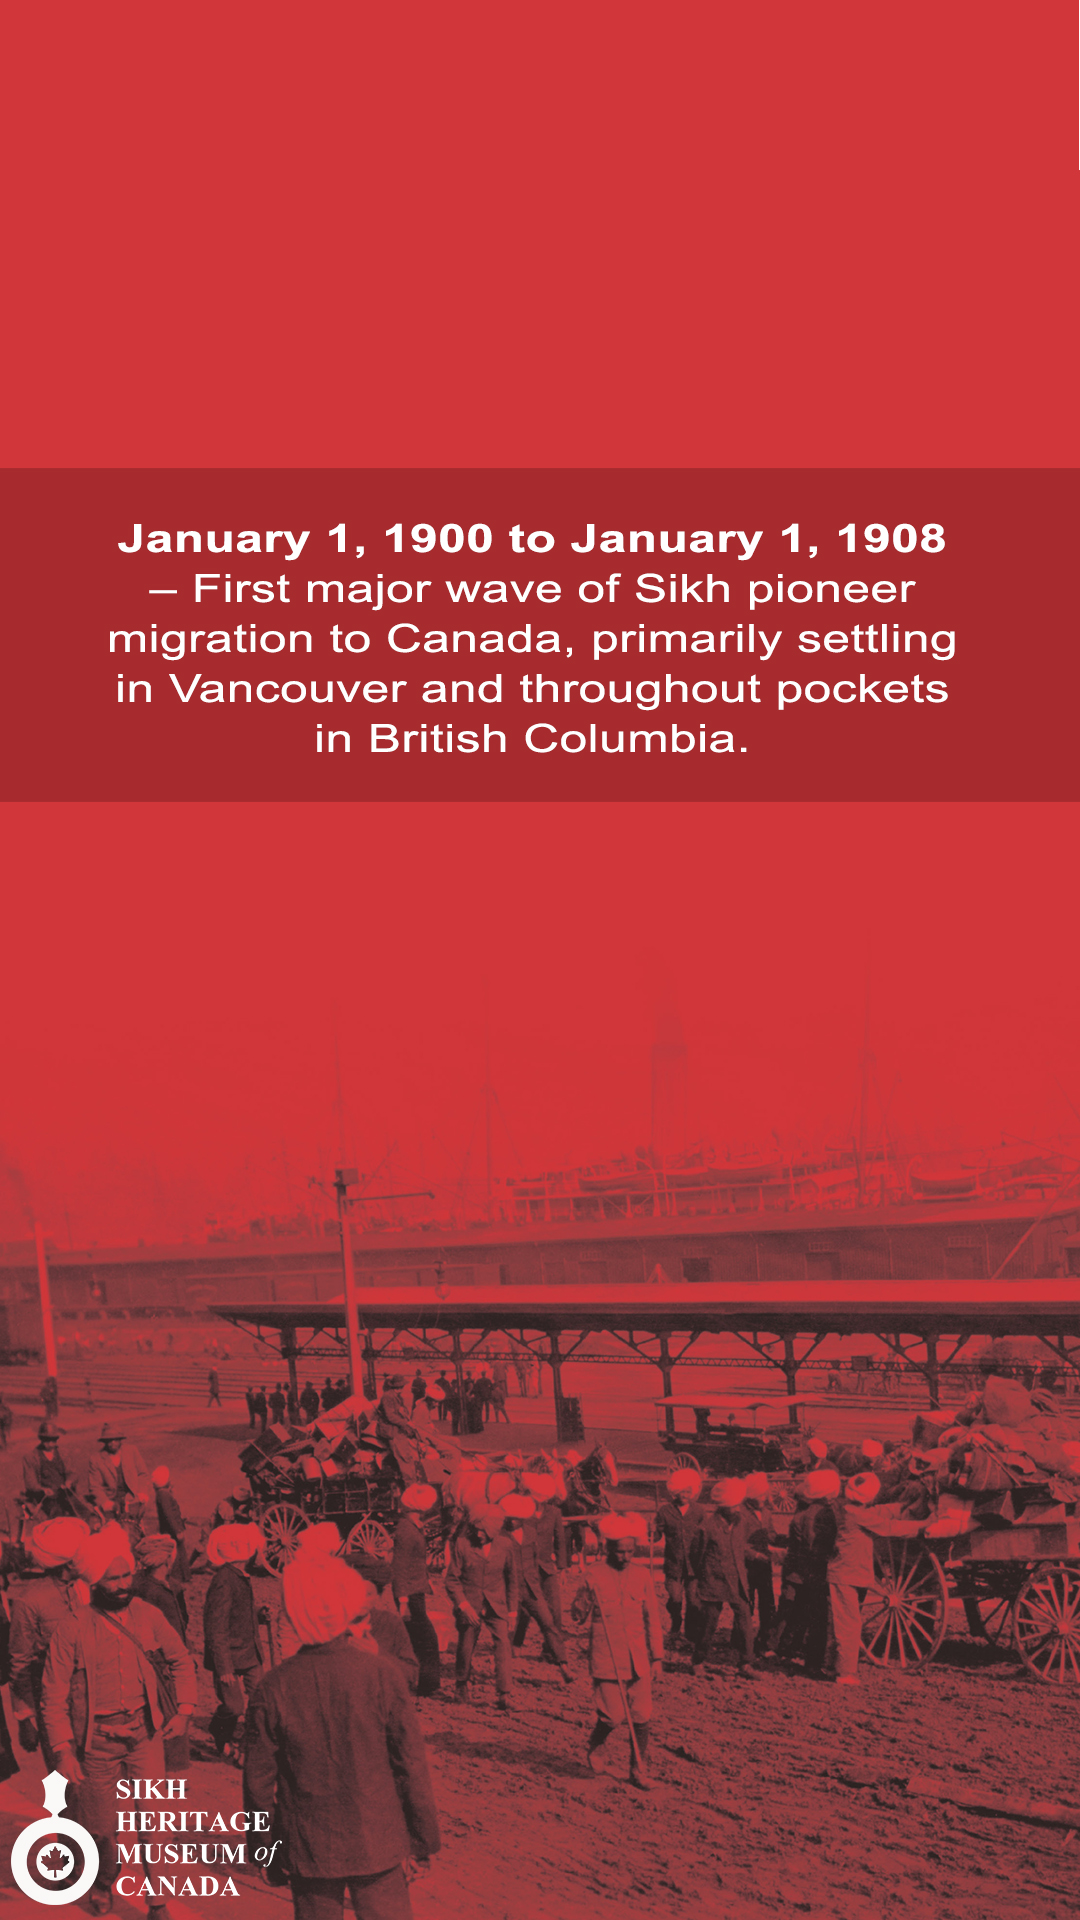 January 1, 1900 to January 1, 1908
– First major wave of Sikh pioneer
migration to Canada, primarily settling
in Vancouver and throughout pockets
in British Columbia.
SIKH
HERITAGE
MUSEUM of
CANADA